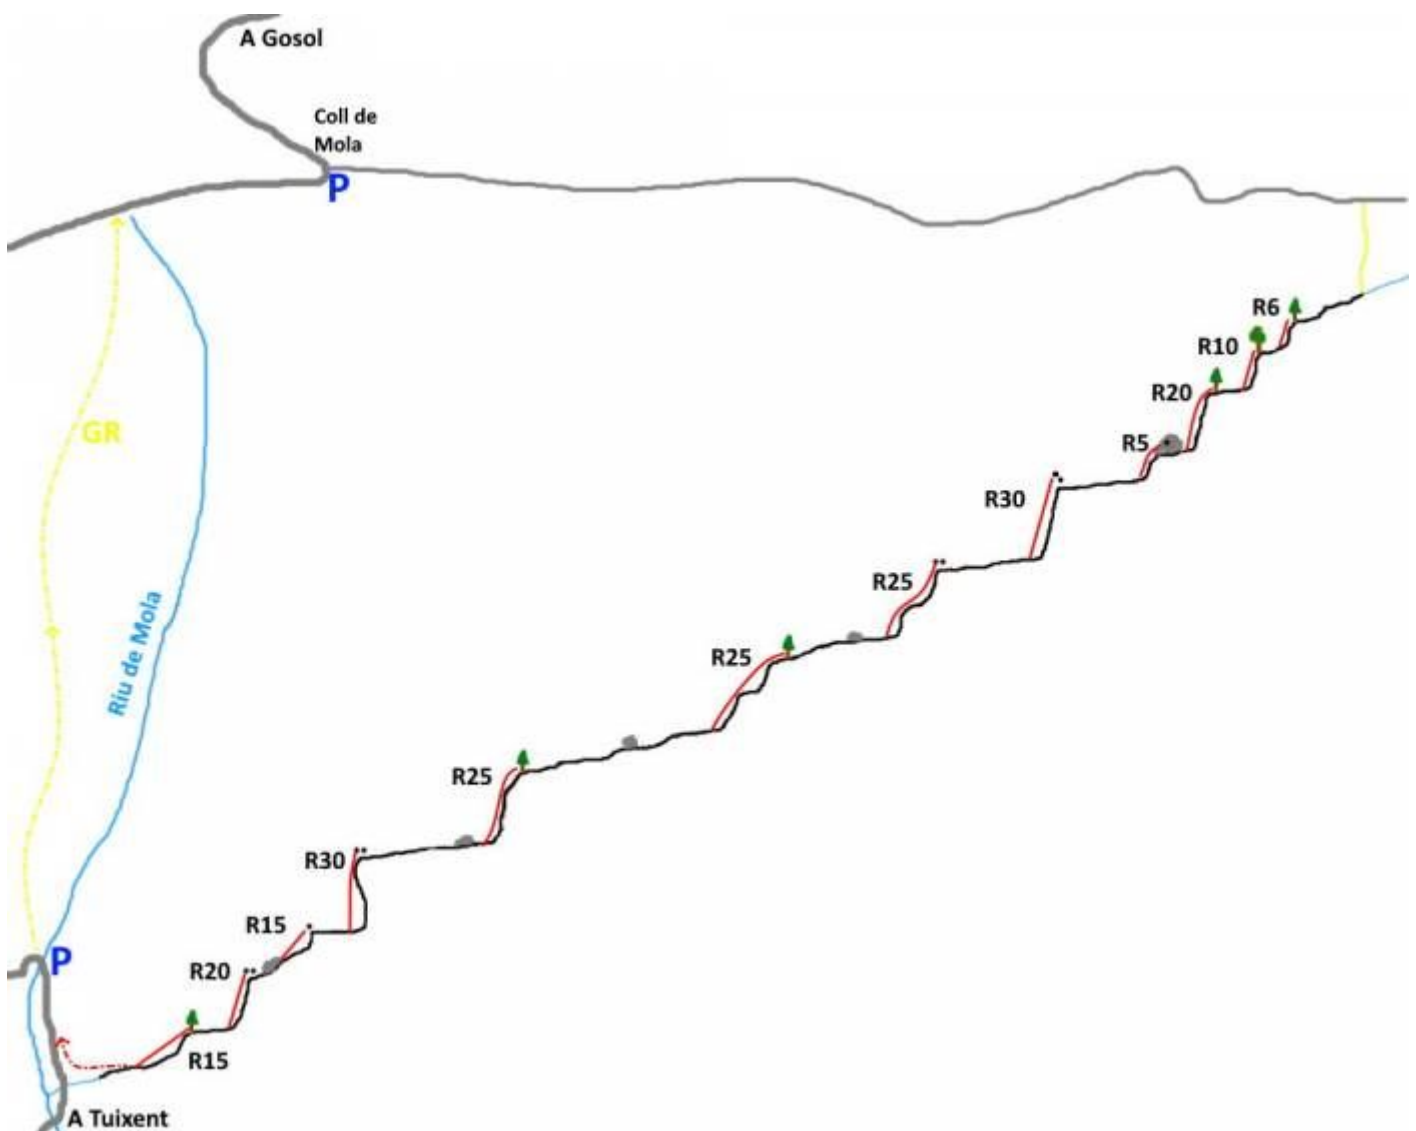 A Gosol
Coll de
Mola
P
R6
R10
R20
GR
R5
R30
R25
Riu de Mola
R25
R25
R30
R15
P
R20
R15
A Tuixent